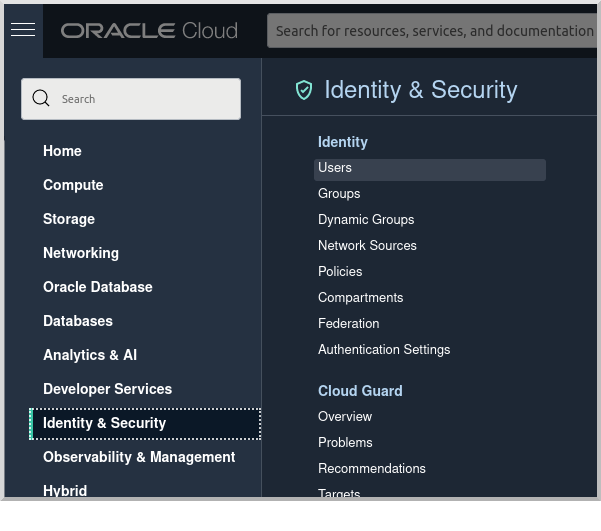 ORACLE Cloud
Search for resources, services, and documentation
Search
Home
Compute
Storage
Networking
Oracle Database
Databases
Analytics & AI
Developer Services
Identity & Security
Observability & Management
Hybrid
Identity & Security
Identity
Users
Groups
Dynamic Groups
Network Sources
Policies
Compartments
Federation
Authentication Settings
Cloud Guard
Overview
Problems
Recommendations
Targets